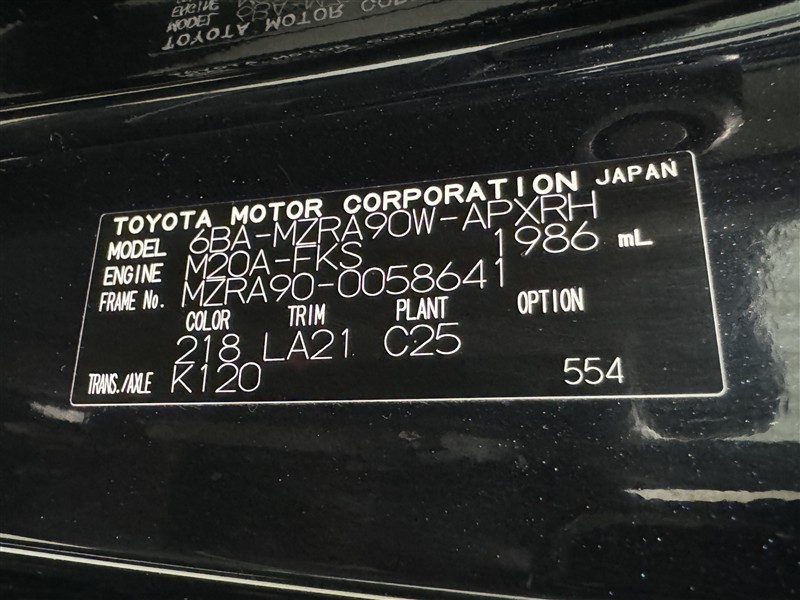 TOYOTA MOTOR CORPORATION JAPAN
MODEL 6BA-MZRA90W-APXRH
ENGINE M20A-FKS 1986 mL
FRAME No. MZRA90-0058641
COLOR TRIM PLANT OPTION
218 LA21 C25
TRANS./AXLE K120 554